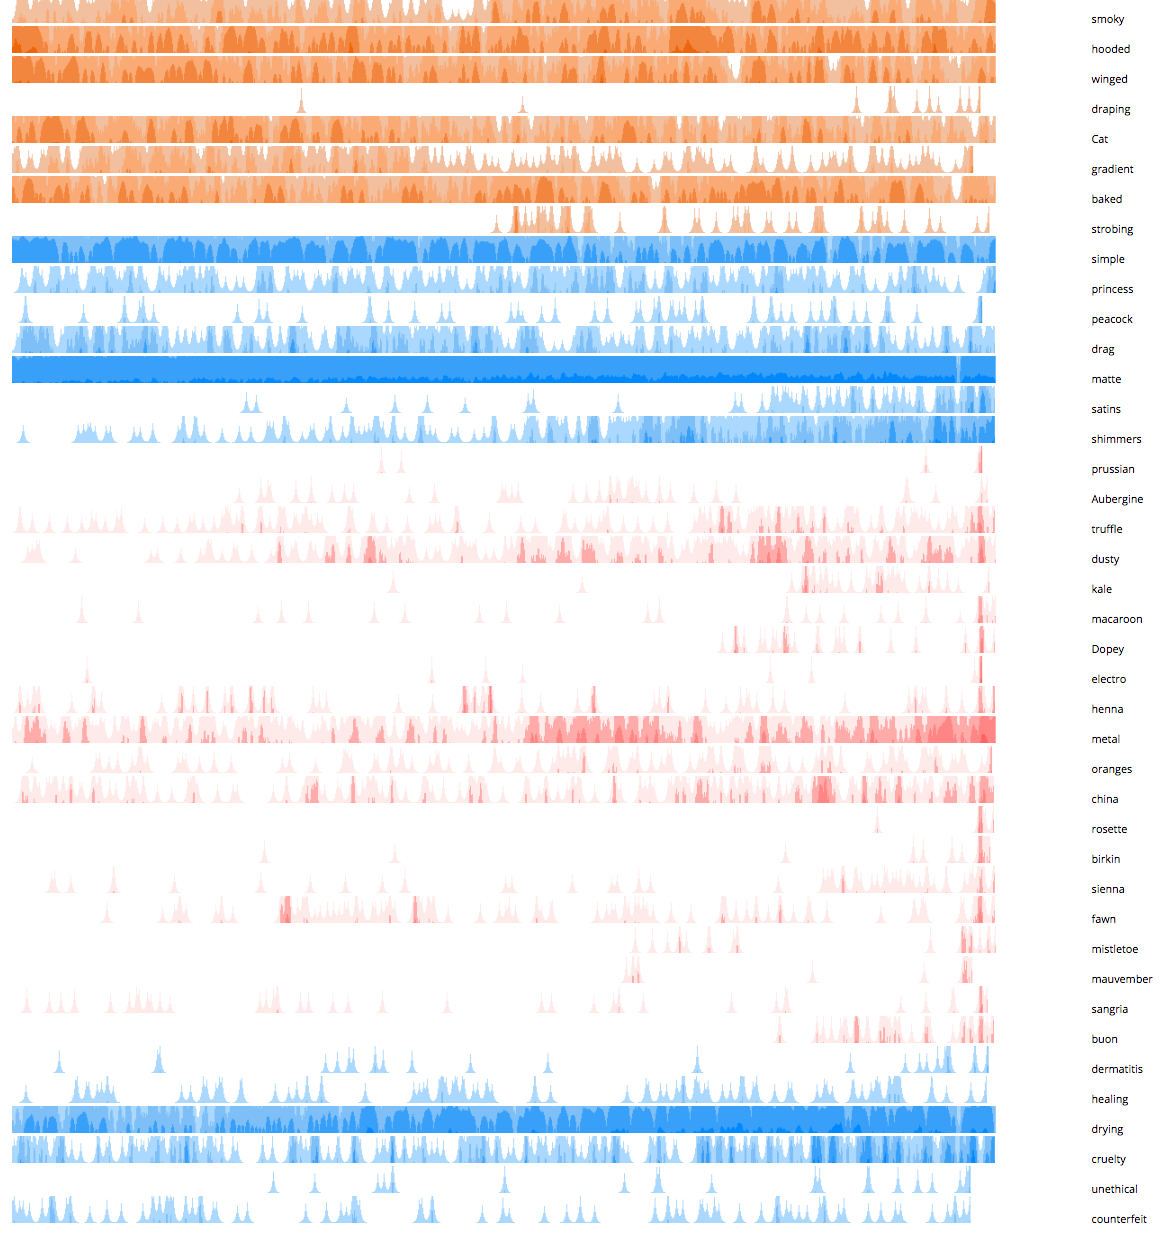 smoky
hooded
winged
draping
Cat
gradient
baked
strobing
simple
princess
peacock
drag
matte
satins
shimmers
prussian
Aubergine
truffle
dusty
kale
macaroon
Dopey
electro
henna
metal
oranges
china
rosette
birkin
sienna
fawn
mistletoe
mauvember
sangria
buon
dermatitis
healing
drying
cruelty
unethical
counterfeit